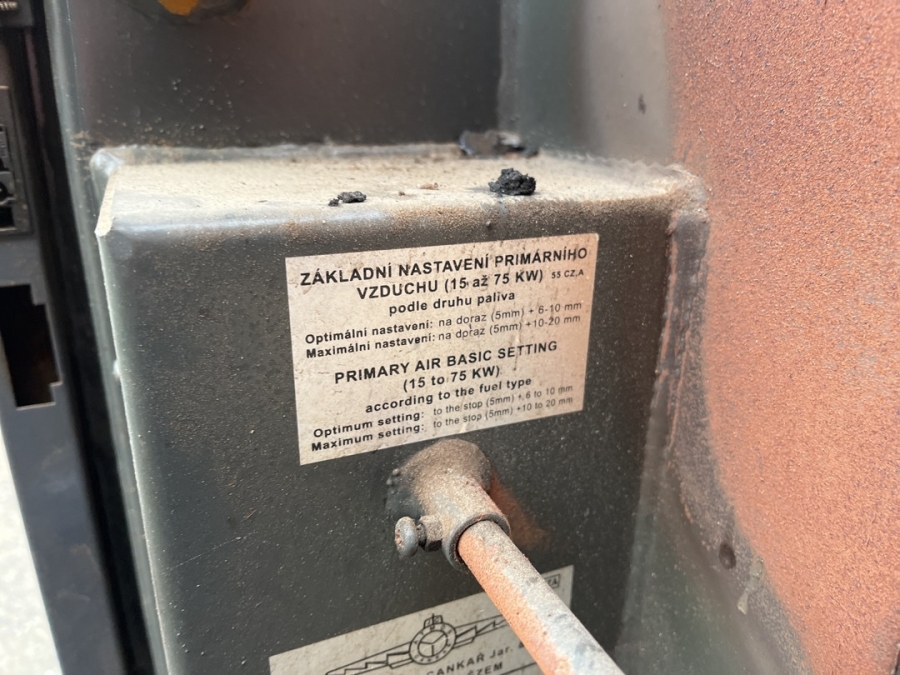 ZÁKLADNÍ NASTAVENÍ PRIMÁRNÍHO
VZDUCHU (15 až 75 KW) 55 CZ,A
podle druhu paliva
Optimální nastavení: na doraz (5mm) + 6-10 mm
Maximální nastavení: na doraz (5mm) +10-20 mm
PRIMARY AIR BASIC SETTING
(15 to 75 KW)
according to the fuel type
Optimum setting: to the stop (5mm) + 6 to 10 mm
Maximum setting: to the stop (5mm) +10 to 20 mm
CANKAŘ Jar.